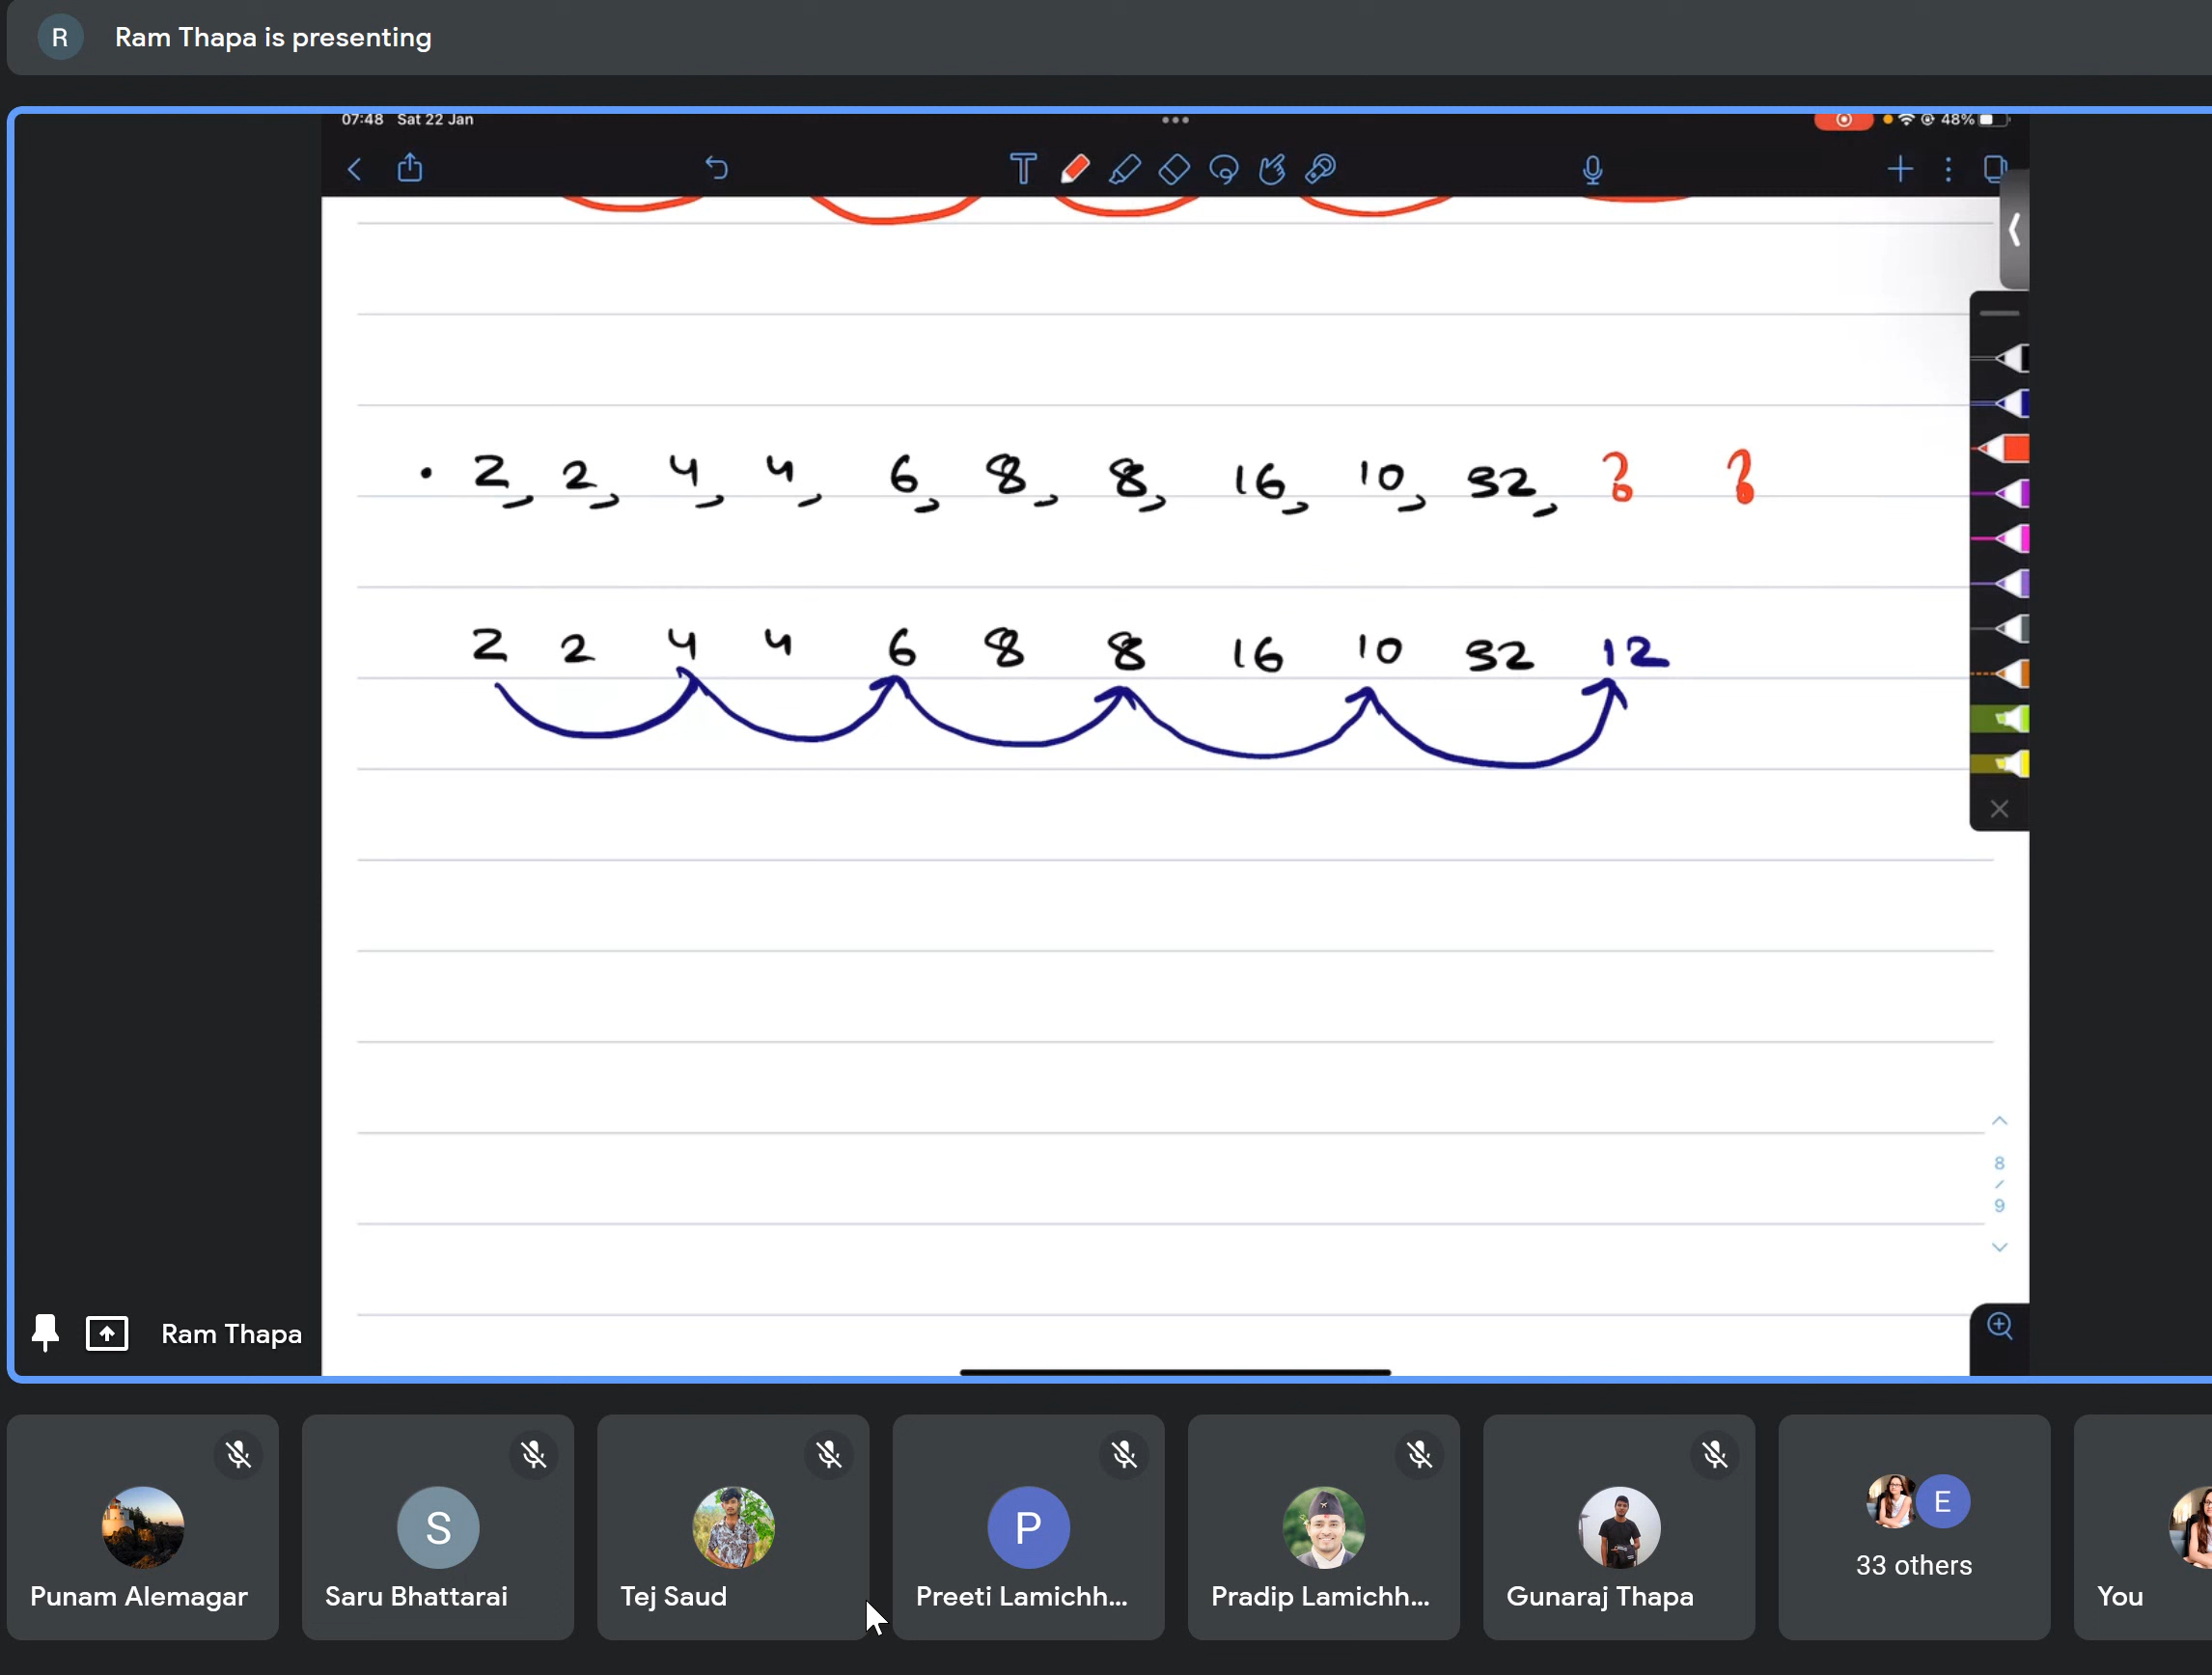 R Ram Thapa is presenting
07:48 Sat 22 Jan 48%
T
• 2, 2, 4, 4, 6, 8, 8, 16, 10, 32, ? ?
2 2 4 4 6 8 8 16 10 32 12
8
/
9
Ram Thapa
S P E
33 others
Punam Alemagar Saru Bhattarai Tej Saud Preeti Lamichh... Pradip Lamichh... Gunaraj Thapa You